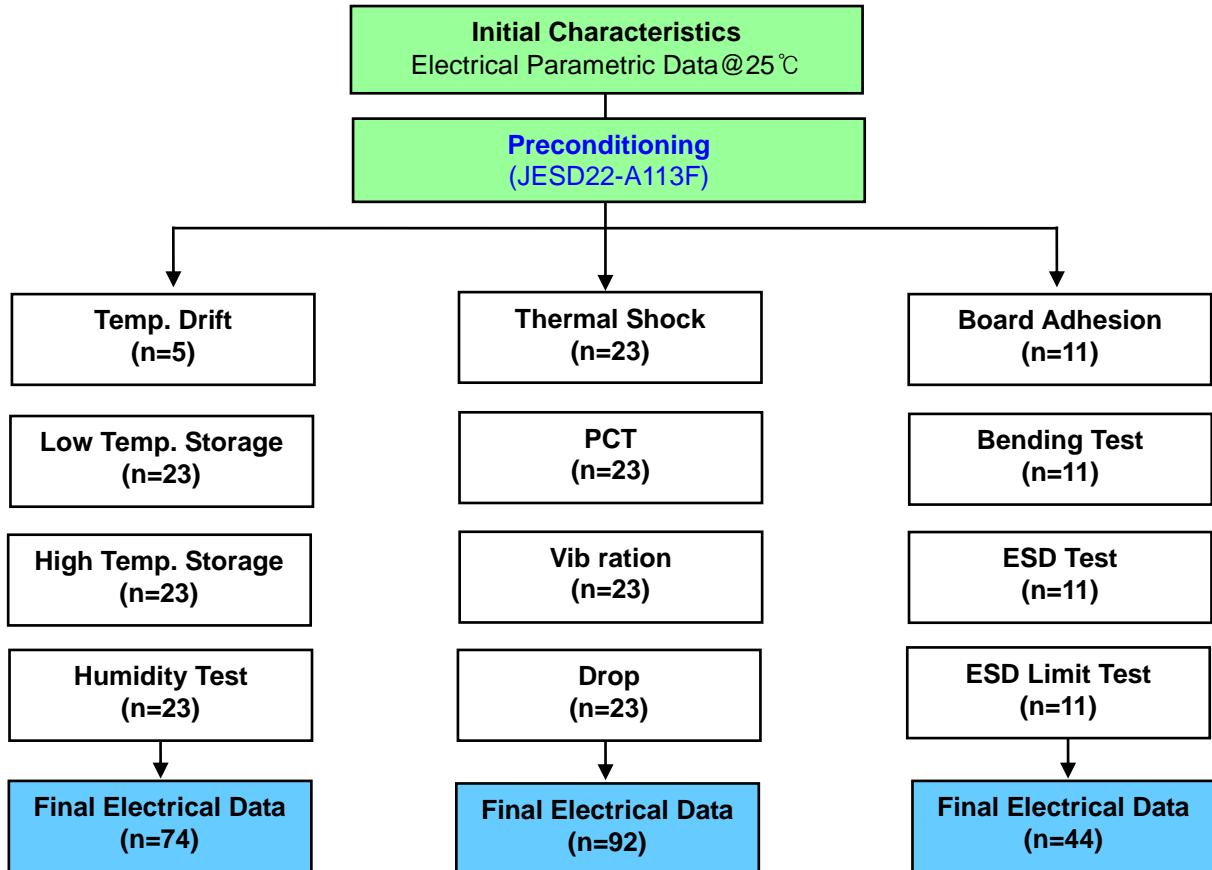 Initial Characteristics
Electrical Parametric Data@25℃
Preconditioning
(JESD22-A113F)
Temp. Drift
(n=5)
Low Temp. Storage
(n=23)
High Temp. Storage
(n=23)
Humidity Test
(n=23)
Final Electrical Data
(n=74)
Thermal Shock
(n=23)
PCT
(n=23)
Vib ration
(n=23)
Drop
(n=23)
Final Electrical Data
(n=92)
Board Adhesion
(n=11)
Bending Test
(n=11)
ESD Test
(n=11)
ESD Limit Test
(n=11)
Final Electrical Data
(n=44)